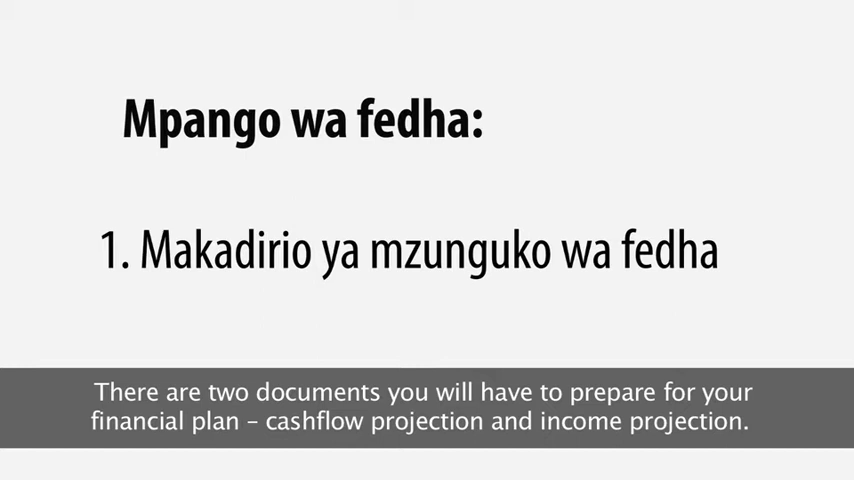 Mpango wa fedha:
1. Makadirio ya mzunguko wa fedha
There are two documents you will have to prepare for your
financial plan – cashflow projection and income projection.